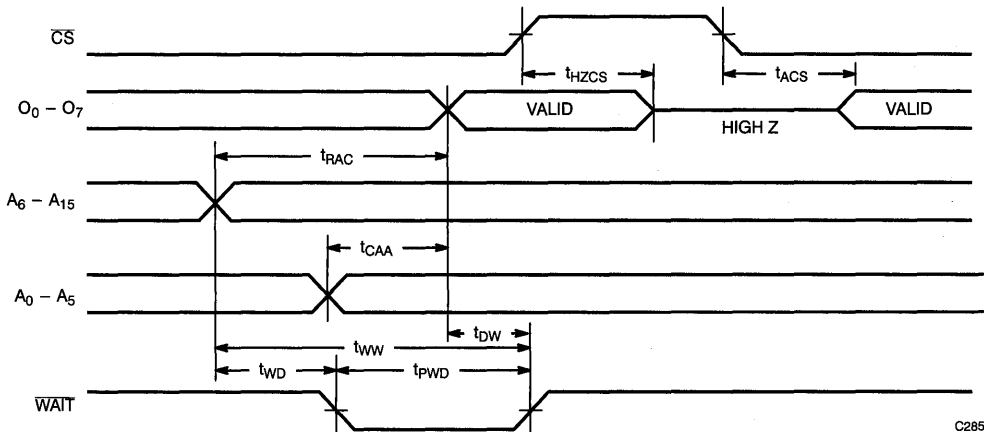 CS
tHZCS
tACS
O0 – O7
VALID
HIGH Z
VALID
tRAC
A6 – A15
tCAA
A0 – A5
tDW
tWW
tWD
tPWD
WAIT
C285